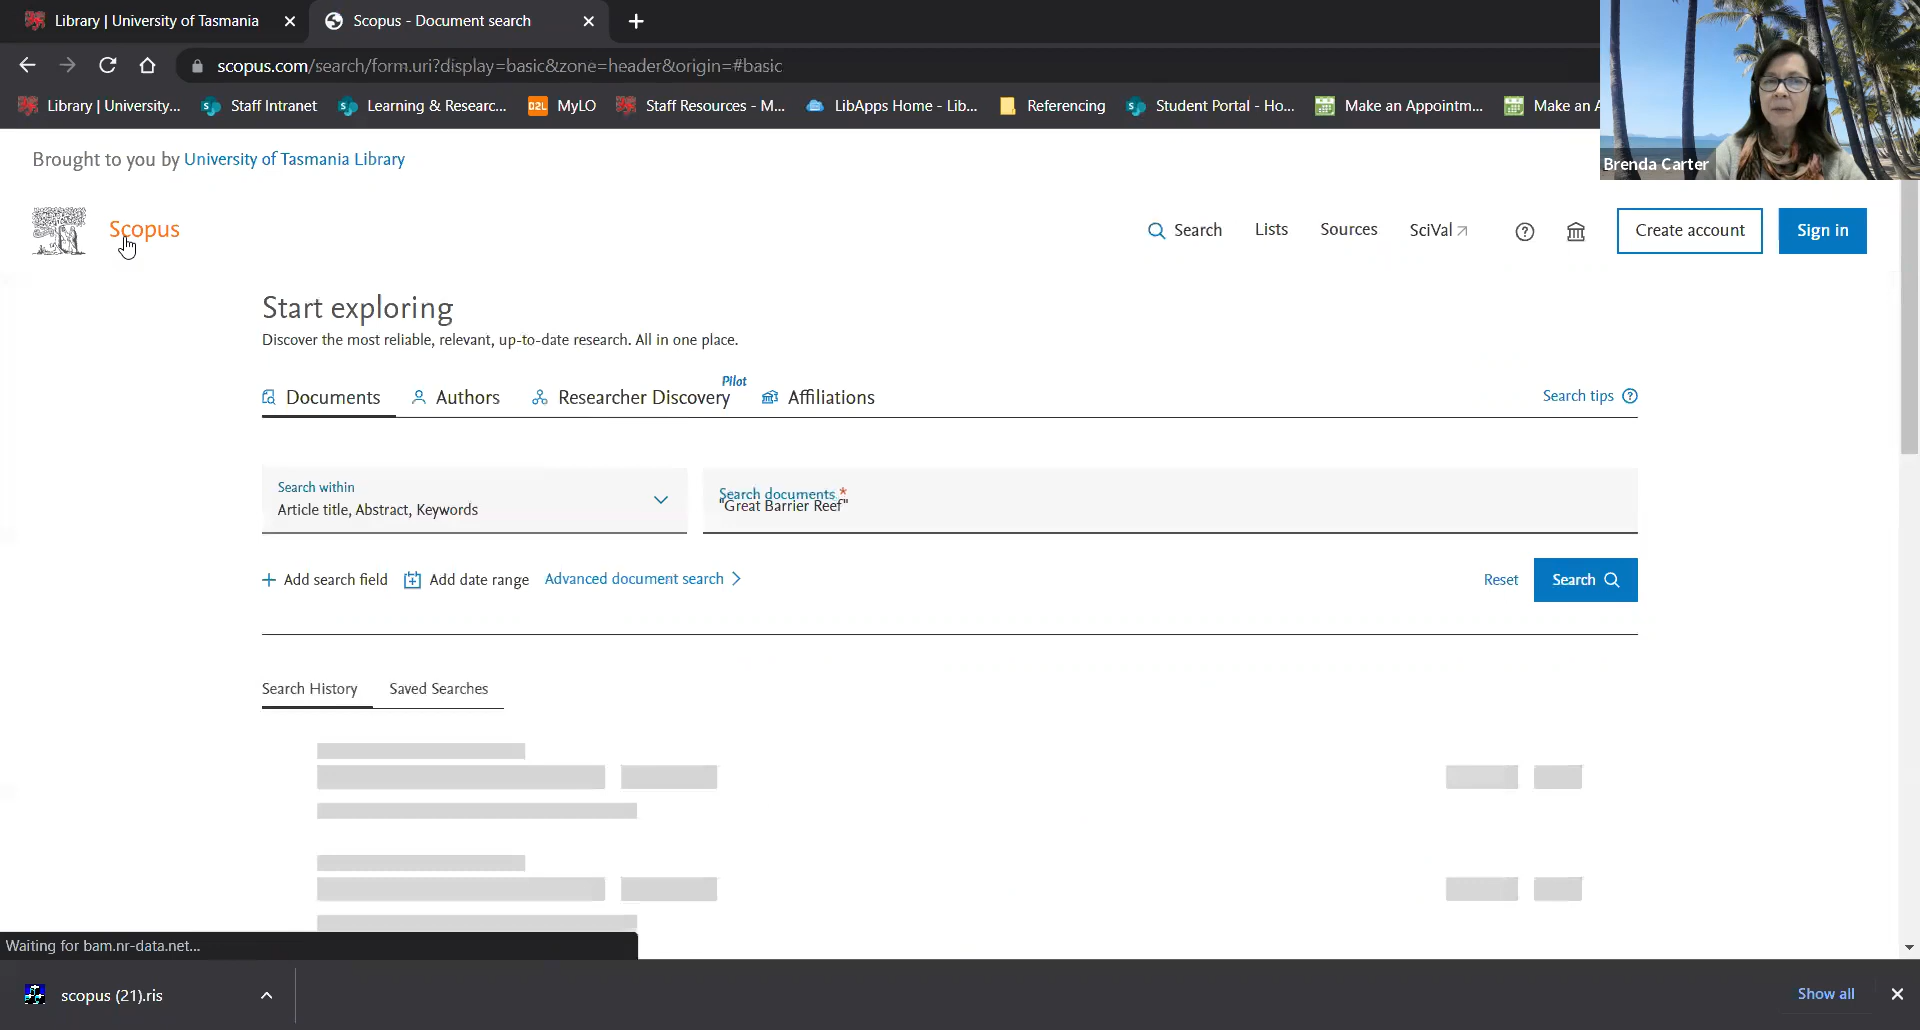 Library | University of Tasmania
Scopus - Document search
scopus.com/search/form.uri?display=basic&zone=header&origin=#basic
Library | University...
Staff Intranet
Learning & Researc...
D2L
MyLO
Staff Resources - M...
LibApps Home - Lib...
Referencing
Student Portal - Ho...
Make an Appointm...
Make an A
Brenda Carter
Brought to you by University of Tasmania Library
Scopus
Search
Lists
Sources
SciVal
Create account
Sign in
Start exploring
Discover the most reliable, relevant, up-to-date research. All in one place.
Documents
Authors
Researcher Discovery
Pilot
Affiliations
Search tips
Search within
Article title, Abstract, Keywords
Search documents *
"Great Barrier Reef"
Add search field
Add date range
Advanced document search
Reset
Search
Search History
Saved Searches
Waiting for bam.nr-data.net...
scopus (21).ris
Show all